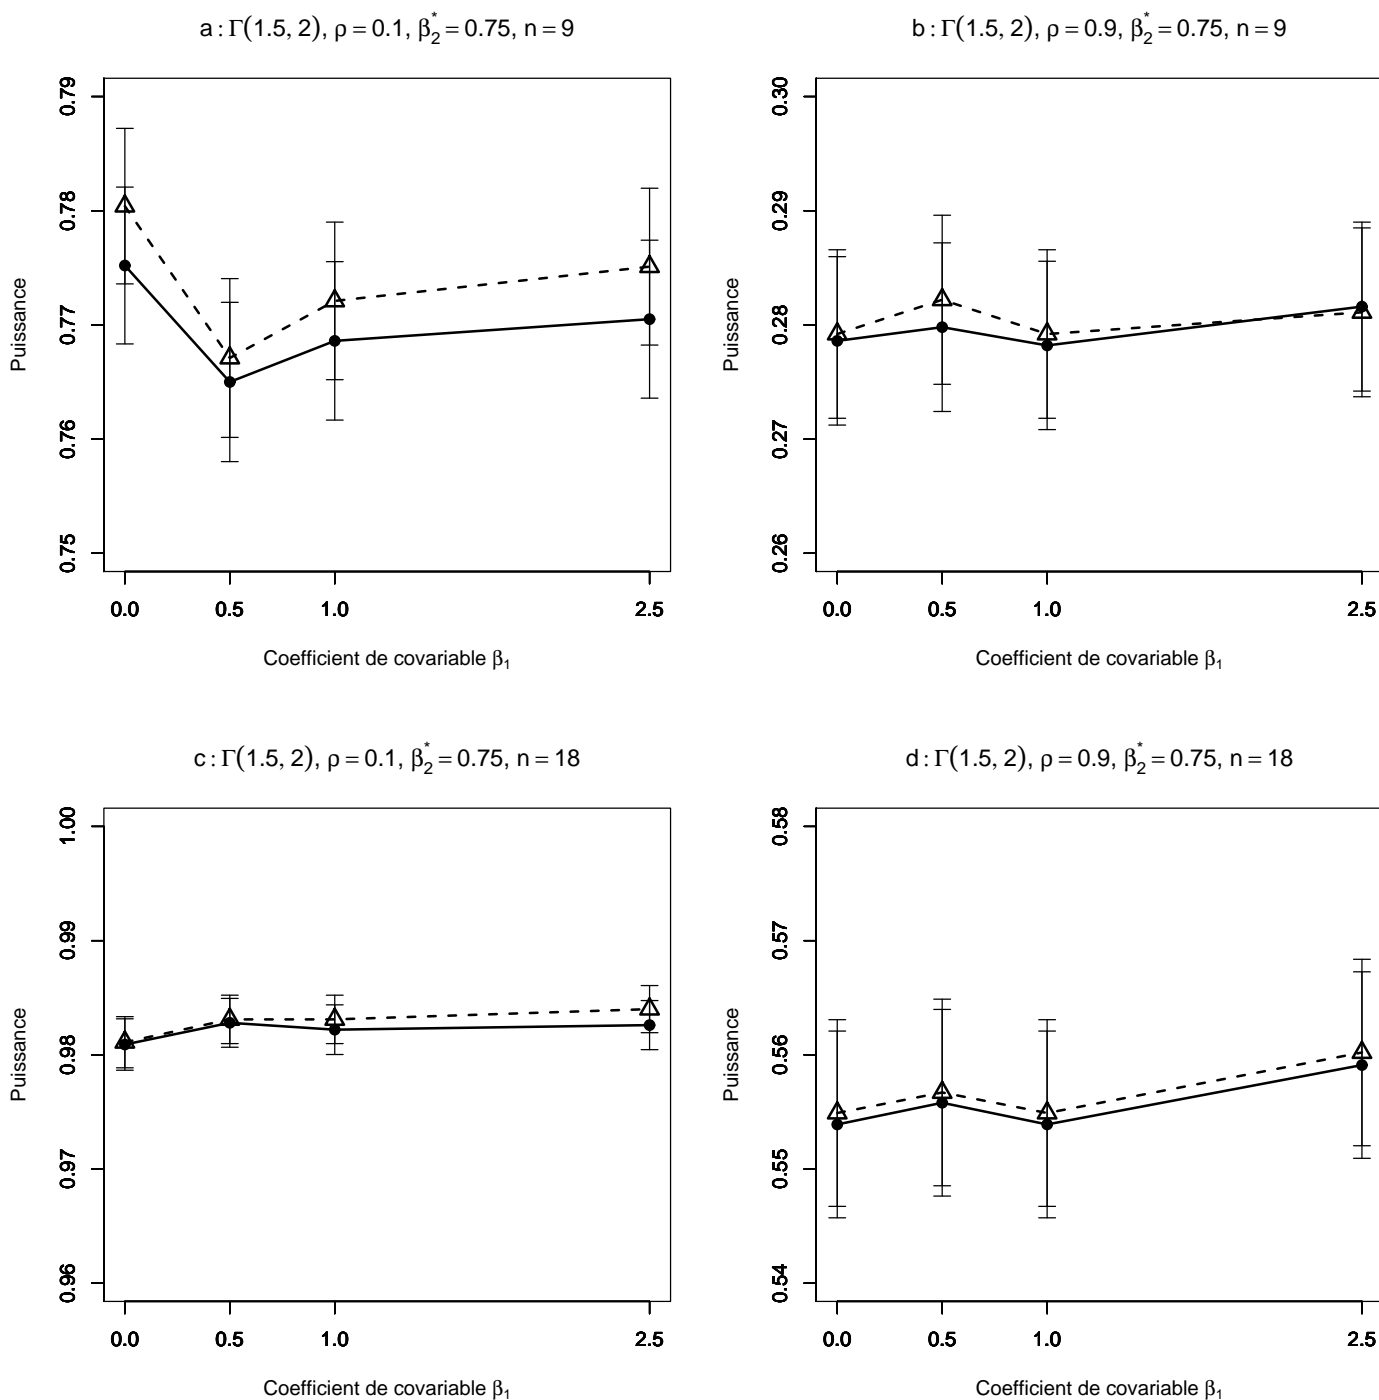 a : Γ(1.5, 2), ρ = 0.1, β₂* = 0.75, n = 9
0.79
0.78
0.77
0.76
0.75
Puissance
0.0 0.5 1.0 2.5
Coefficient de covariable β₁
b : Γ(1.5, 2), ρ = 0.9, β₂* = 0.75, n = 9
0.30
0.29
0.28
0.27
0.26
Puissance
0.0 0.5 1.0 2.5
Coefficient de covariable β₁
c : Γ(1.5, 2), ρ = 0.1, β₂* = 0.75, n = 18
1.00
0.99
0.98
0.97
0.96
Puissance
0.0 0.5 1.0 2.5
Coefficient de covariable β₁
d : Γ(1.5, 2), ρ = 0.9, β₂* = 0.75, n = 18
0.58
0.57
0.56
0.55
0.54
Puissance
0.0 0.5 1.0 2.5
Coefficient de covariable β₁